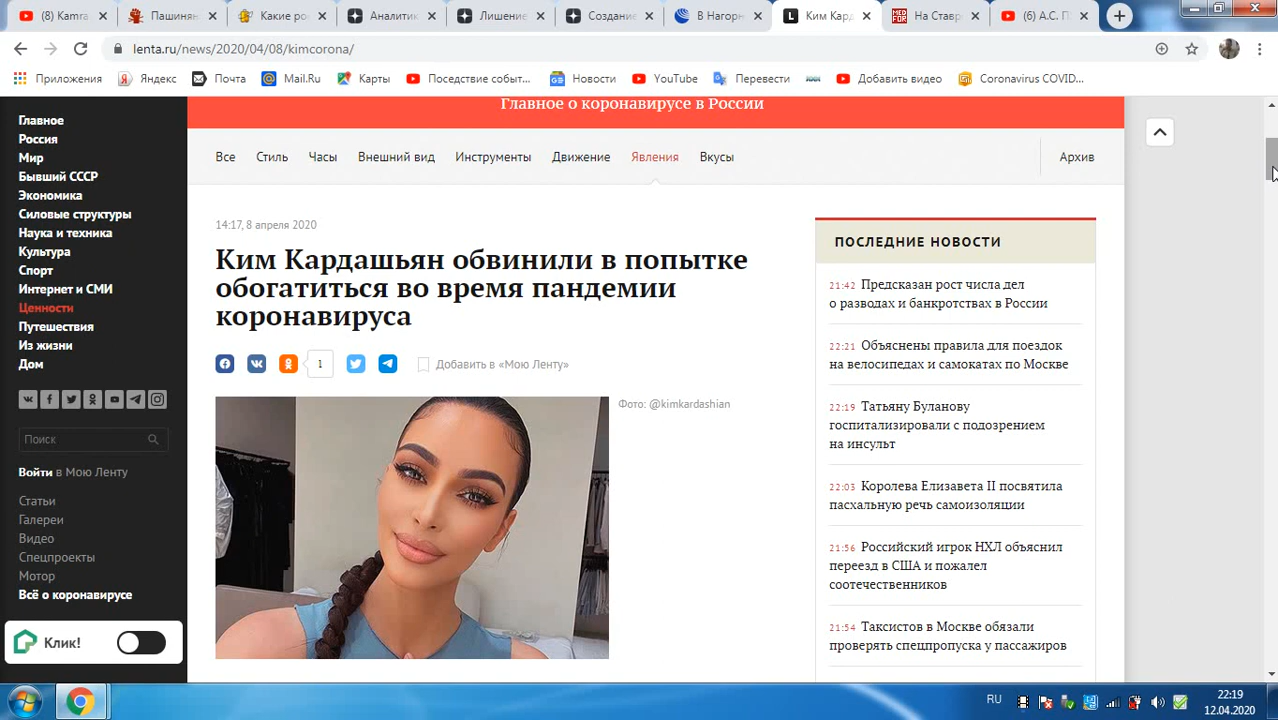 (8) Kamra
Пашинян
Какие ро
Аналитик
Лишение
Создание
В Нагорн
Ким Кард
На Ставр
(6) А.С. П
lenta.ru/news/2020/04/08/kimcorona/
Приложения
Яндекс
Почта
Mail.Ru
Карты
Поседствие событ...
Новости
YouTube
Перевести
Добавить видео
Coronavirus COVID...
Главное о коронавирусе в России
Главное
Россия
Мир
Бывший СССР
Экономика
Силовые структуры
Наука и техника
Культура
Спорт
Интернет и СМИ
Ценности
Путешествия
Из жизни
Дом
Поиск
Войти в Мою Ленту
Статьи
Галереи
Видео
Спецпроекты
Мотор
Всё о коронавирусе
Клик!
Все Стиль Часы Внешний вид Инструменты Движение Явления Вкусы Архив
14:17, 8 апреля 2020
Ким Кардашьян обвинили в попытке
обогатиться во время пандемии
коронавируса
1
Добавить в «Мою Ленту»
Фото: @kimkardashian
ПОСЛЕДНИЕ НОВОСТИ
21:42 Предсказан рост числа дел
о разводах и банкротствах в России
22:21 Объяснены правила для поездок
на велосипедах и самокатах по Москве
22:19 Татьяну Буланову
госпитализировали с подозрением
на инсульт
22:03 Королева Елизавета II посвятила
пасхальную речь самоизоляции
21:56 Российский игрок НХЛ объяснил
переезд в США и пожалел
соотечественников
21:54 Таксистов в Москве обязали
проверять спецпропуска у пассажиров
RU
22:19
12.04.2020